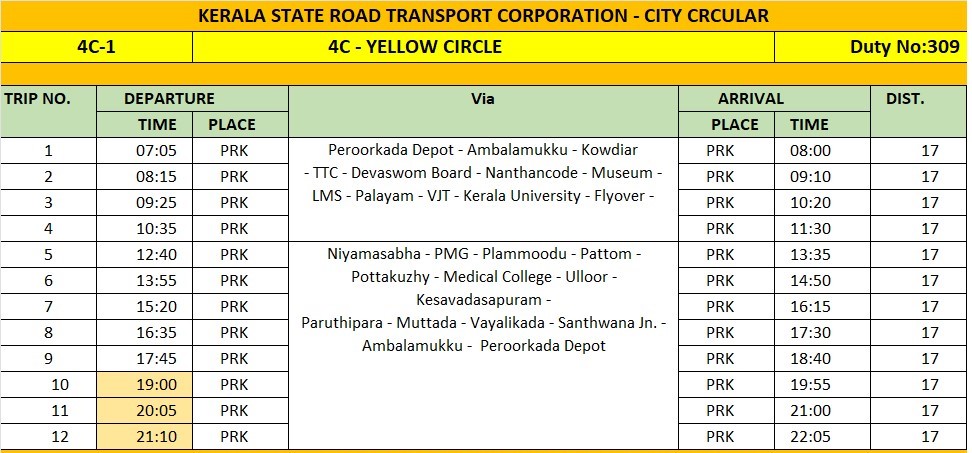 KERALA STATE ROAD TRANSPORT CORPORATION - CITY CRCULAR
4C-1 4C - YELLOW CIRCLE Duty No:309
TRIP NO. DEPARTURE Via ARRIVAL DIST.
TIME PLACE PLACE TIME
1 07:05 PRK Peroorkada Depot - Ambalamukku - Kowdiar PRK 08:00 17
2 08:15 PRK - TTC - Devaswom Board - Nanthancode - Museum - PRK 09:10 17
3 09:25 PRK LMS - Palayam - VJT - Kerala University - Flyover - PRK 10:20 17
4 10:35 PRK PRK 11:30 17
5 12:40 PRK Niyamasabha - PMG - Plammoodu - Pattom - PRK 13:35 17
6 13:55 PRK Pottakuzhy - Medical College - Ulloor - PRK 14:50 17
7 15:20 PRK Kesavadasapuram - PRK 16:15 17
8 16:35 PRK Paruthipara - Muttada - Vayalikada - Santhwana Jn. - PRK 17:30 17
9 17:45 PRK Ambalamukku - Peroorkada Depot PRK 18:40 17
10 19:00 PRK PRK 19:55 17
11 20:05 PRK PRK 21:00 17
12 21:10 PRK PRK 22:05 17